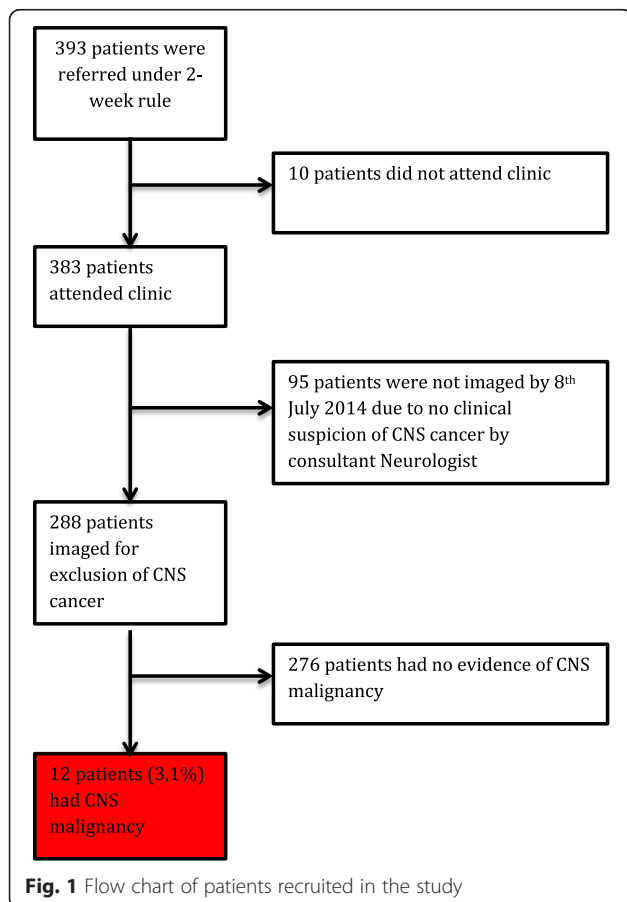 393 patients were
referred under 2-
week rule
10 patients did not attend clinic
383 patients
attended clinic
95 patients were not imaged by 8th
July 2014 due to no clinical
suspicion of CNS cancer by
consultant Neurologist
288 patients
imaged for
exclusion of CNS
cancer
276 patients had no evidence of CNS
malignancy
12 patients (3.1%)
had CNS
malignancy
Fig. 1 Flow chart of patients recruited in the study